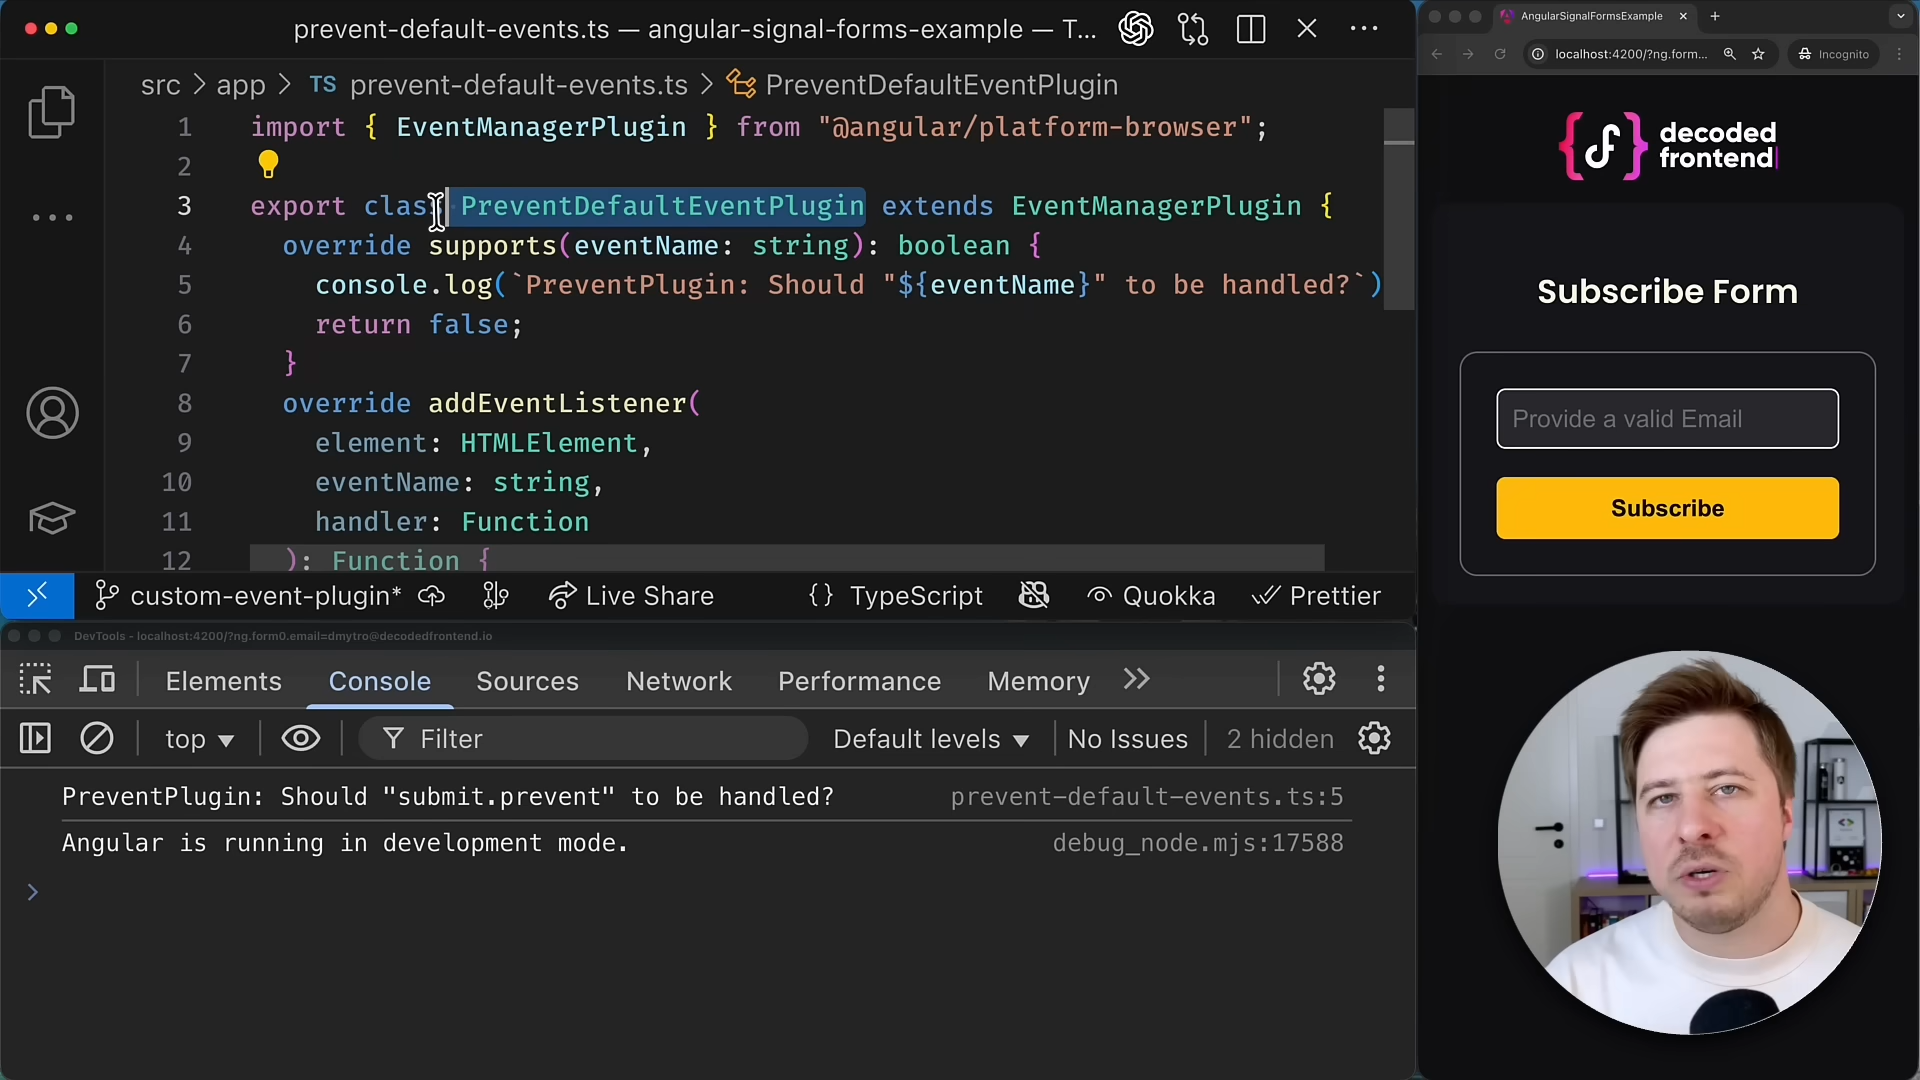 prevent-default-events.ts — angular-signal-forms-example — T...
src > app > TS prevent-default-events.ts > PreventDefaultEventPlugin
1 import { EventManagerPlugin } from "@angular/platform-browser";
2
3 export class PreventDefaultEventPlugin extends EventManagerPlugin {
4 override supports(eventName: string): boolean {
5 console.log(`PreventPlugin: Should "${eventName}" to be handled?`)
6 return false;
7 }
8 override addEventListener(
9 element: HTMLElement,
10 eventName: string,
11 handler: Function
12 ): Function {
custom-event-plugin* Live Share {} TypeScript Quokka Prettier
DevTools - localhost:4200/?ng.form0.email=dmytro@decodedfrontend.io
Elements Console Sources Network Performance Memory
top Filter Default levels No Issues 2 hidden
PreventPlugin: Should "submit.prevent" to be handled? prevent-default-events.ts:5
Angular is running in development mode. debug_node.mjs:17588
>
AngularSignalFormsExample
localhost:4200/?ng.form... Incognito
decoded
frontend
Subscribe Form
Provide a valid Email
Subscribe